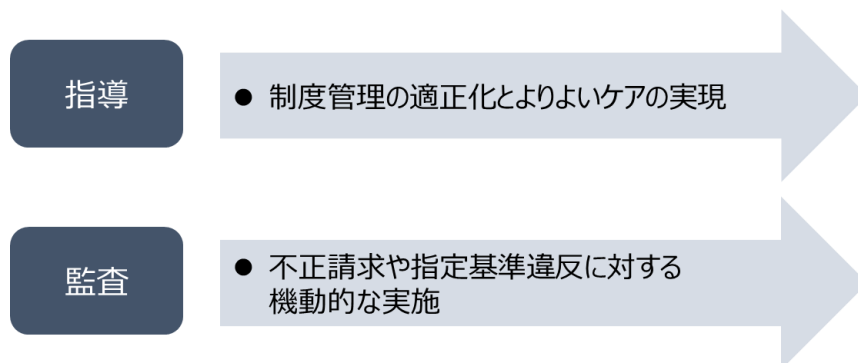 指導
● 制度管理の適正化とよりよいケアの実現
監査
● 不正請求や指定基準違反に対する
機動的な実施